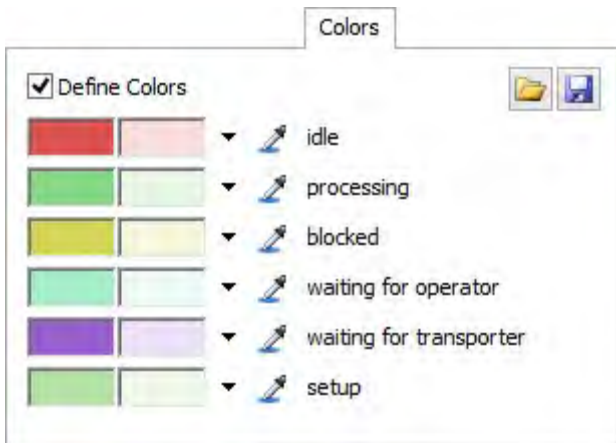 Colors
Define Colors
idle
processing
blocked
waiting for operator
waiting for transporter
setup